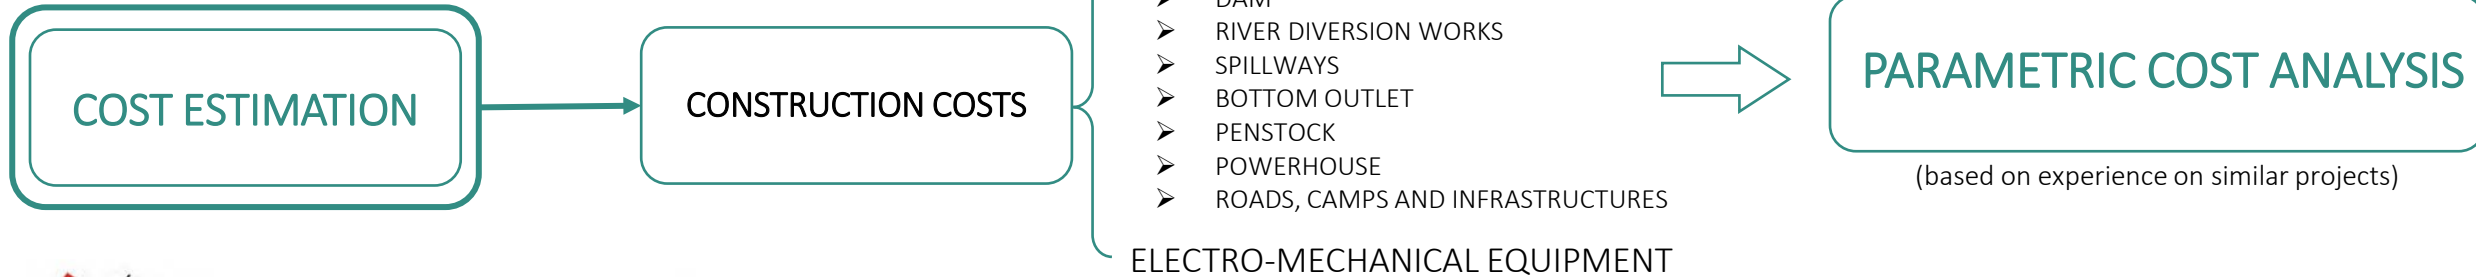 COST ESTIMATION
CONSTRUCTION COSTS
➢ DAM
➢ RIVER DIVERSION WORKS
➢ SPILLWAYS
➢ BOTTOM OUTLET
➢ PENSTOCK
➢ POWERHOUSE
➢ ROADS, CAMPS AND INFRASTRUCTURES
ELECTRO-MECHANICAL EQUIPMENT
PARAMETRIC COST ANALYSIS
(based on experience on similar projects)